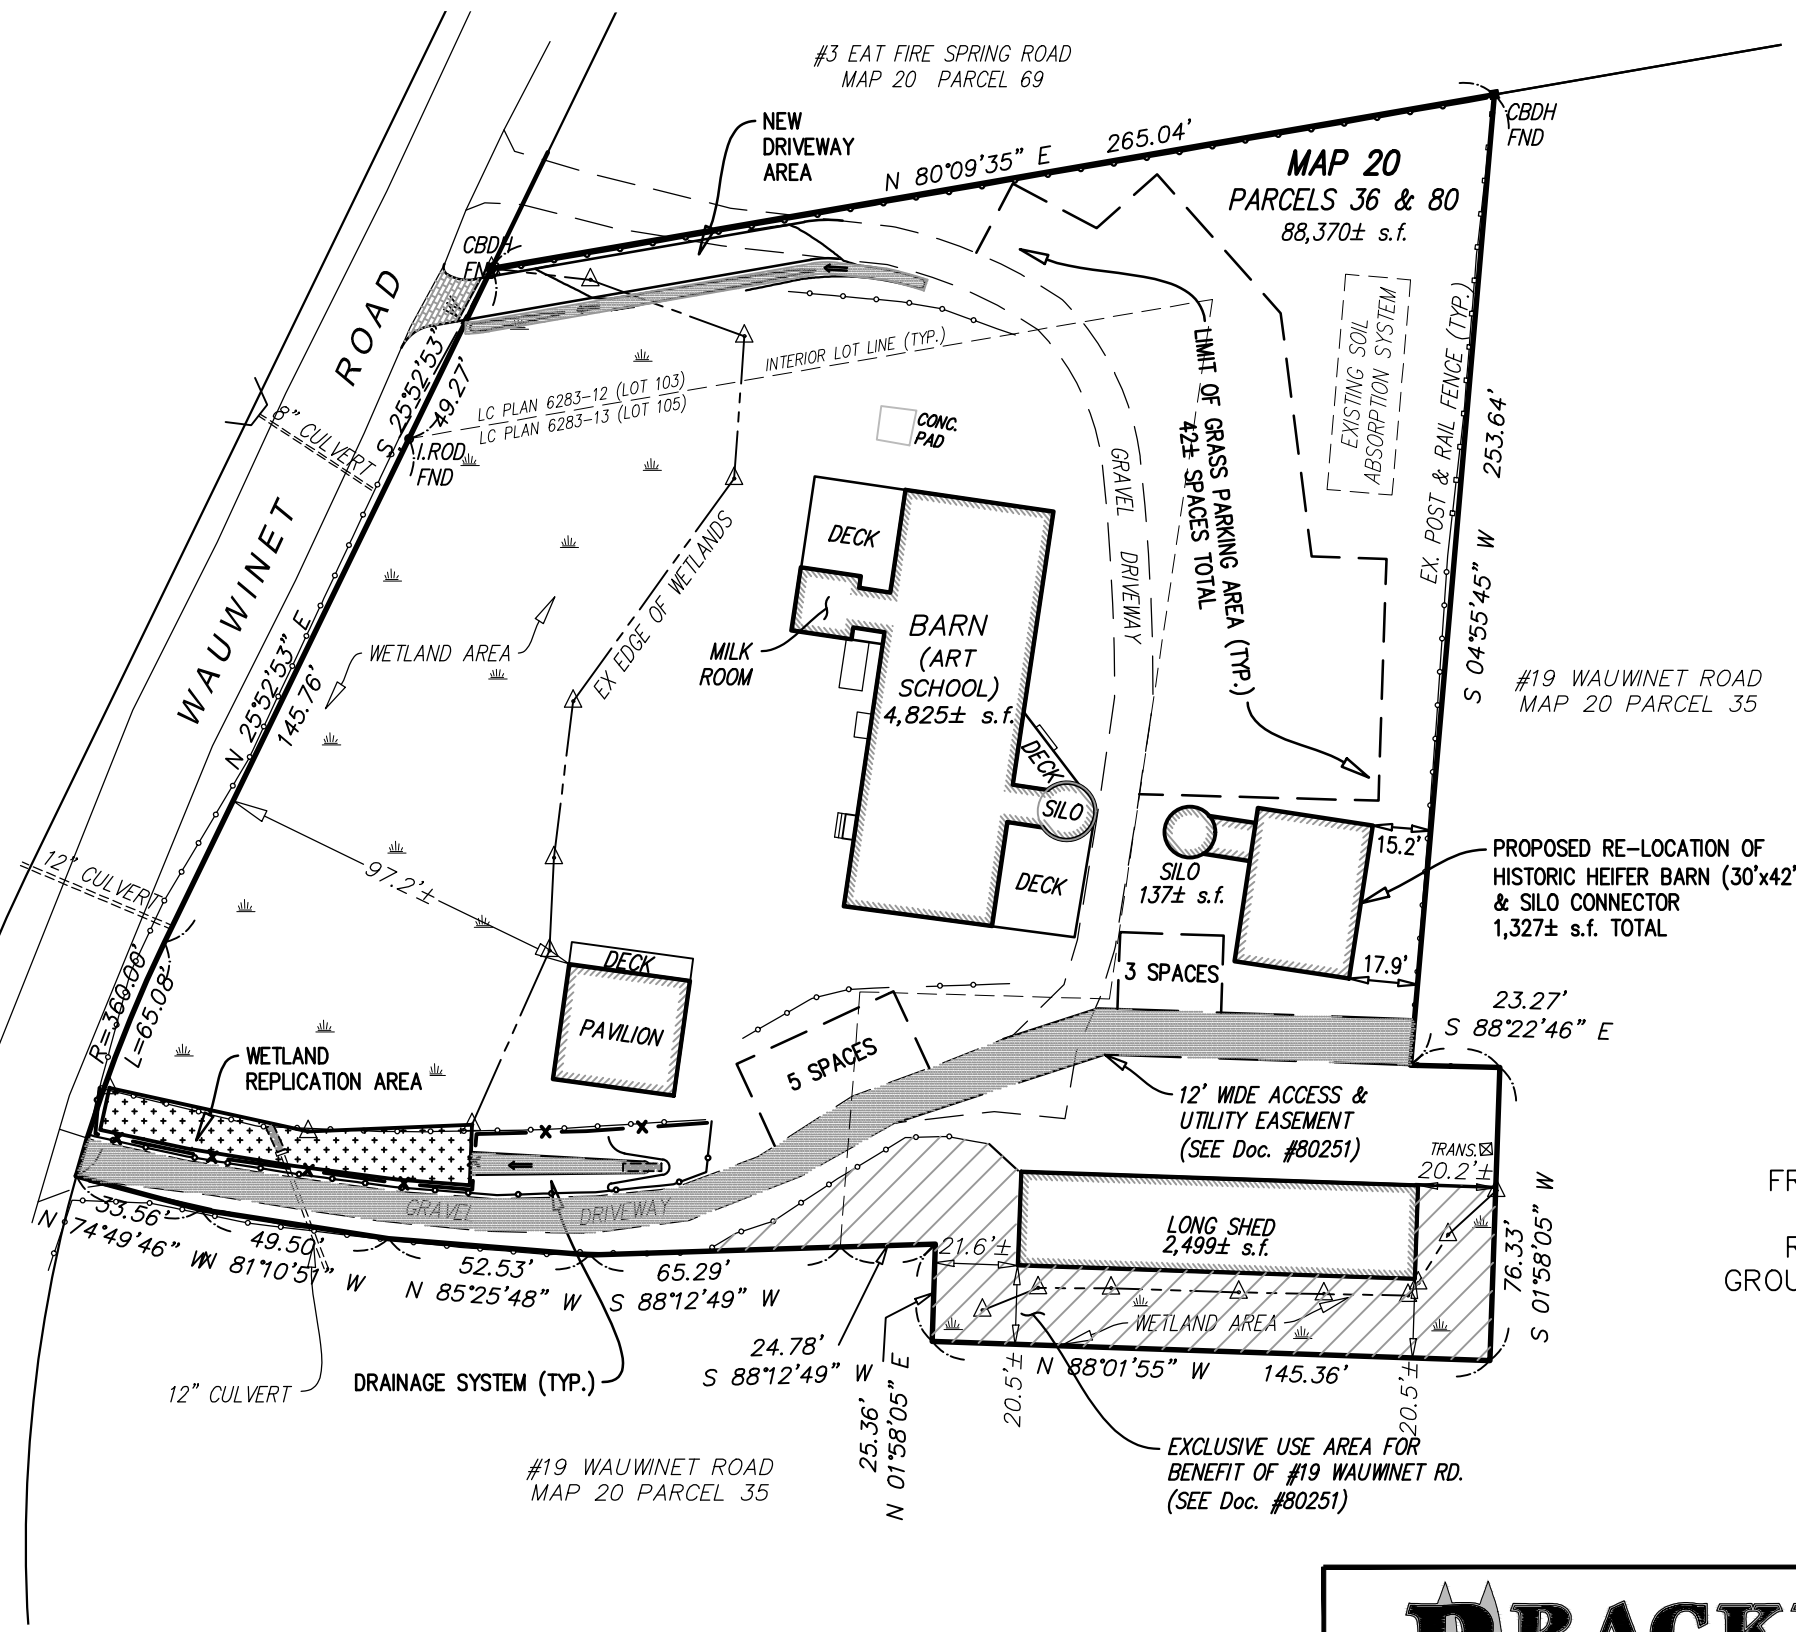 #3 EAT FIRE SPRING ROAD
MAP 20 PARCEL 69
NEW
DRIVEWAY
AREA
N 80°09'35" E
265.04'
CBDH
FND
MAP 20
PARCELS 36 & 80
88,370± s.f.
CBDH
FND
WAUWINET ROAD
S 25°52'53" W
49.27'
8" CULVERT
I.ROD
FND
LC PLAN 6283-12 (LOT 103)
LC PLAN 6283-13 (LOT 105)
INTERIOR LOT LINE (TYP.)
CONC.
PAD
LIMIT OF GRASS PARKING AREA (TYP.)
42± SPACES TOTAL
EXISTING SOIL
ABSORPTION SYSTEM
EX. POST & RAIL FENCE (TYP.)
253.64'
S 04°55'45" W
GRAVEL DRIVEWAY
DECK
MILK
ROOM
BARN
(ART
SCHOOL)
4,825± s.f.
EX EDGE OF WETLANDS
WETLAND AREA
N 25°52'53" E
145.76'
#19 WAUWINET ROAD
MAP 20 PARCEL 35
DECK
SILO
DECK
SILO
137± s.f.
15.2'
17.9'
PROPOSED RE-LOCATION OF
HISTORIC HEIFER BARN (30'x42'
& SILO CONNECTOR
1,327± s.f. TOTAL
97.2'±
12" CULVERT
R=360.00'
L=65.08'
DECK
PAVILION
3 SPACES
5 SPACES
23.27'
S 88°22'46" E
WETLAND
REPLICATION AREA
12' WIDE ACCESS &
UTILITY EASEMENT
(SEE Doc. #80251)
TRANS.
20.2'±
GRAVEL DRIVEWAY
LONG SHED
2,499± s.f.
21.6'±
76.33'
S 01°58'05" W
FR
R
GROU
33.56'
N 74°49'46" W
49.50'
N 81°10'51" W
52.53'
N 85°25'48" W
65.29'
S 88°12'49" W
WETLAND AREA
24.78'
S 88°12'49" W
N 88°01'55" W
145.36'
20.5'±
20.5'±
25.36'
N 01°58'05" E
12" CULVERT
DRAINAGE SYSTEM (TYP.)
EXCLUSIVE USE AREA FOR
BENEFIT OF #19 WAUWINET RD.
(SEE Doc. #80251)
#19 WAUWINET ROAD
MAP 20 PARCEL 35